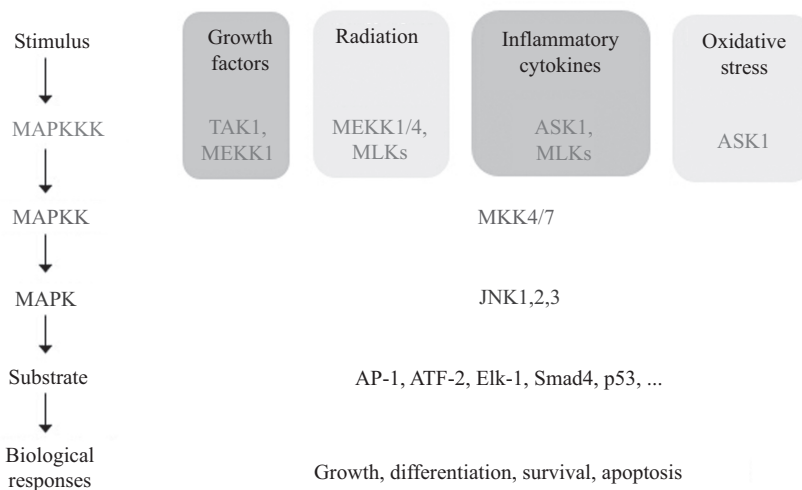 Stimulus
Growth
factors
Radiation
Inflammatory
cytokines
Oxidative
stress
MAPKKK
TAK1,
MEKK1
MEKK1/4,
MLKs
ASK1,
MLKs
ASK1
MAPKK
MKK4/7
MAPK
JNK1,2,3
Substrate
AP-1, ATF-2, Elk-1, Smad4, p53, ...
Biological
responses
Growth, differentiation, survival, apoptosis